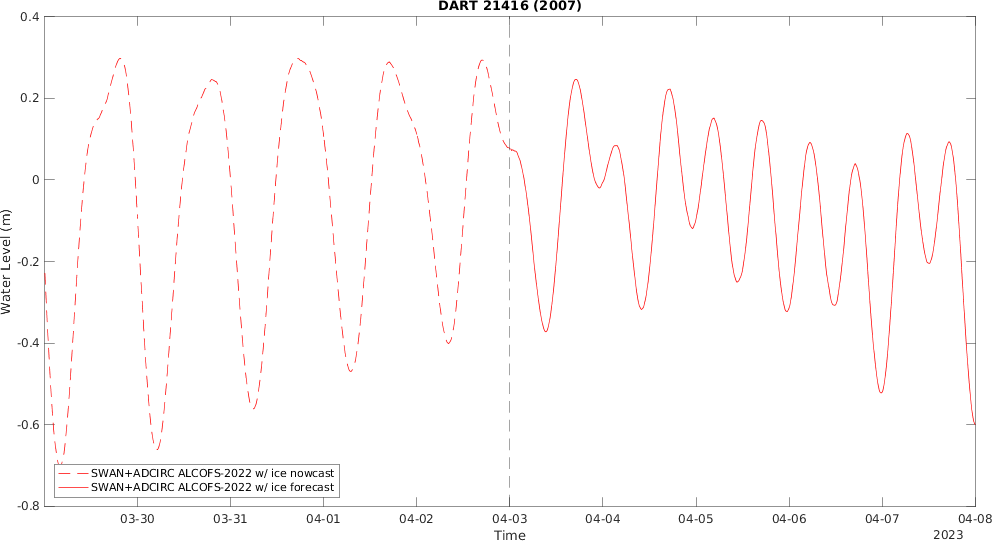 DART 21416 (2007)
0.4
0.2
0
-0.2
-0.4
-0.6
-0.8
Water Level (m)
SWAN+ADCIRC ALCOFS-2022 w/ ice nowcast
SWAN+ADCIRC ALCOFS-2022 w/ ice forecast
03-30 03-31 04-01 04-02 04-03 04-04 04-05 04-06 04-07 04-08
Time
2023